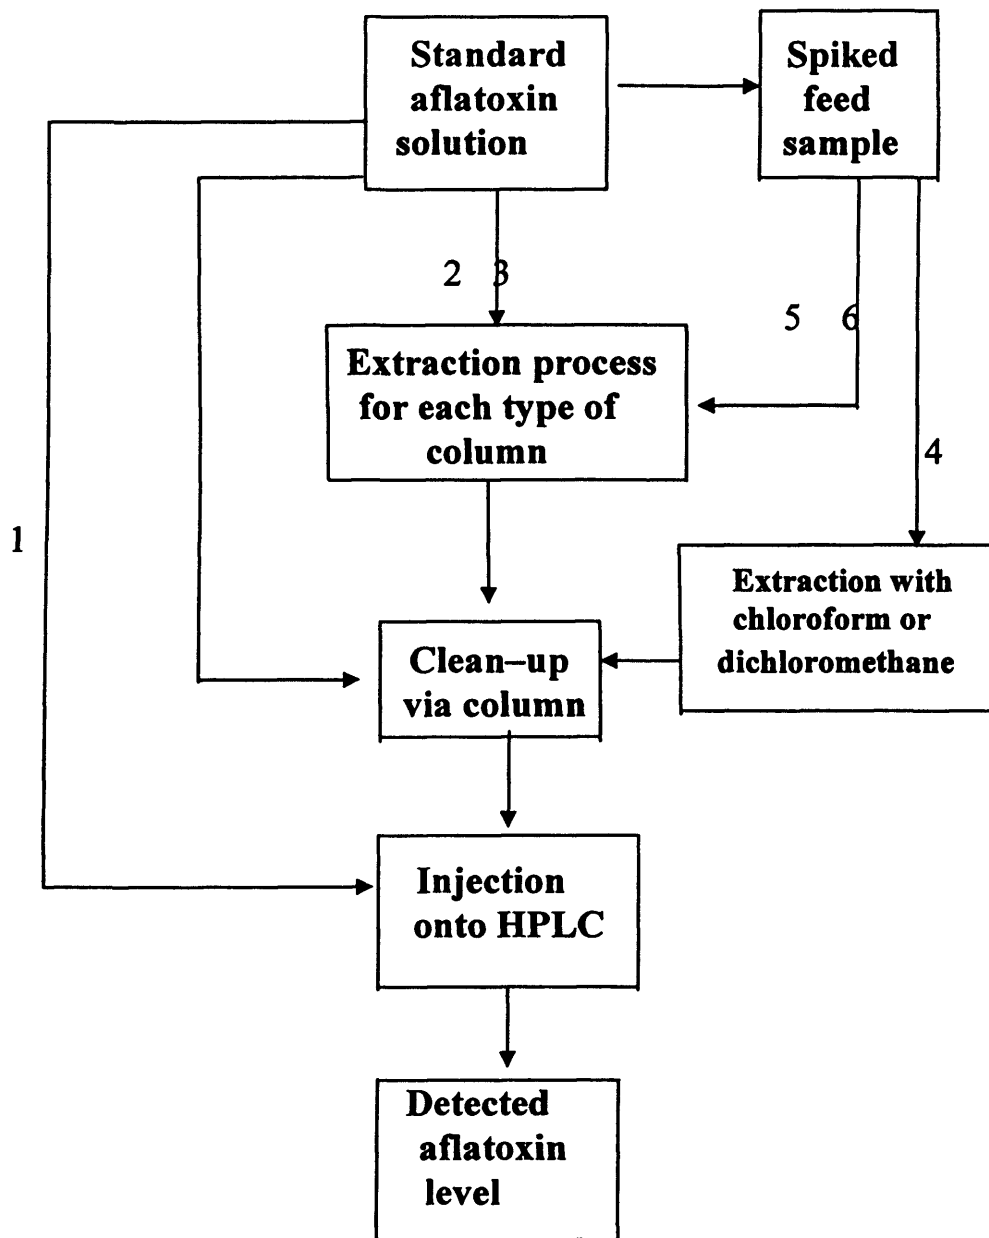 Standard
aflatoxin
solution
Spiked
feed
sample
2 3
5 6
Extraction process
for each type of
column
4
1
Extraction with
chloroform or
dichloromethane
Clean–up
via column
Injection
onto HPLC
Detected
aflatoxin
level